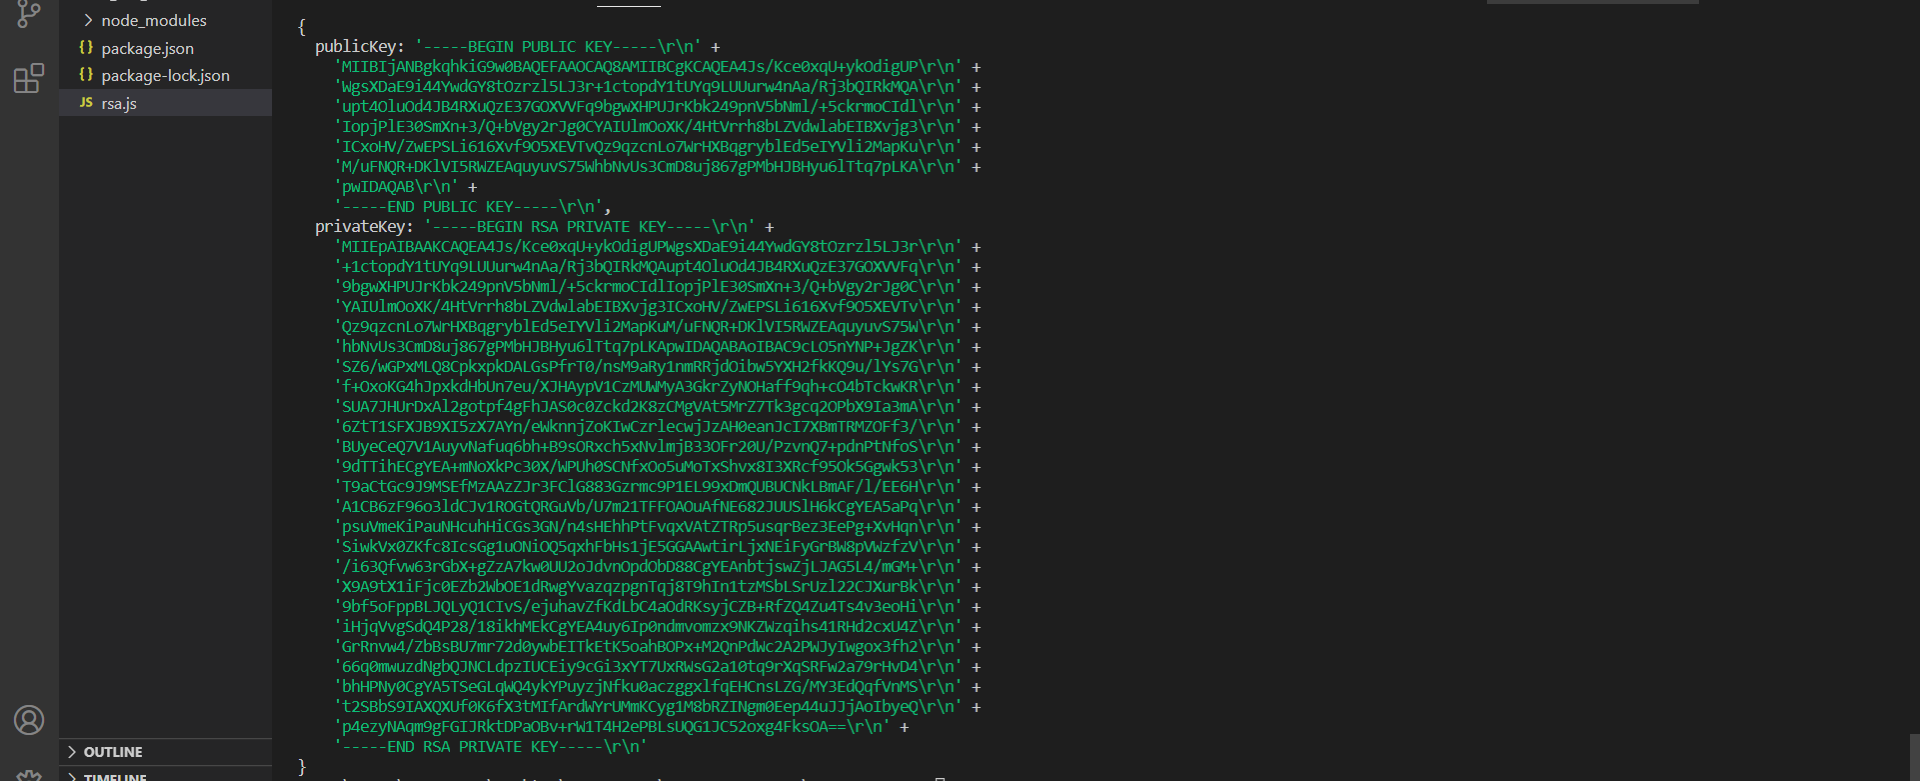 node_modules
{} package.json
{} package-lock.json
JS rsa.js
OUTLINE
TIMELINE
{
publicKey: '-----BEGIN PUBLIC KEY-----\r\n' +
'MIIBIjANBgkqhkiG9w0BAQEFAAOCAQ8AMIIBCgKCAQEA4Js/Kce0xqU+ykOdigUP\r\n' +
'WgsXDaE9i44YwdGY8tOzrzl5LJ3r+1ctopdY1tUYq9LUUurw4nAa/Rj3bQIRkMQA\r\n' +
'upt4OluOd4JB4RXuQzE37GOXVVFq9bgwXHPUJrKbk249pnV5bNml/+5ckrmoCIdl\r\n' +
'IopjPlE30SmXn+3/Q+bVgy2rJg0CYAIUlmOoXK/4HtVrrh8bLZVdwlabEIBXvjg3\r\n' +
'ICxoHV/ZwEPSLi616Xvf9O5XEVTvQz9qzcnLo7WrHXBqgryblEd5eIYVli2MapKu\r\n' +
'M/uFNQR+DKlVI5RWZEAquyuvS75WhbNvUs3CmD8uj867gPMbHJBHyu6lTtq7pLKA\r\n' +
'pwIDAQAB\r\n' +
'-----END PUBLIC KEY-----\r\n',
privateKey: '-----BEGIN RSA PRIVATE KEY-----\r\n' +
'MIIEpAIBAAKCAQEA4Js/Kce0xqU+ykOdigUPWgsXDaE9i44YwdGY8tOzrzl5LJ3r\r\n' +
'+1ctopdY1tUYq9LUUurw4nAa/Rj3bQIRkMQAupt4OluOd4JB4RXuQzE37GOXVVFq\r\n' +
'9bgwXHPUJrKbk249pnV5bNml/+5ckrmoCIdlIopjPlE30SmXn+3/Q+bVgy2rJg0C\r\n' +
'YAIUlmOoXK/4HtVrrh8bLZVdwlabEIBXvjg3ICxoHV/ZwEPSLi616Xvf9O5XEVTv\r\n' +
'Qz9qzcnLo7WrHXBqgryblEd5eIYVli2MapKuM/uFNQR+DKlVI5RWZEAquyuvS75W\r\n' +
'hbNvUs3CmD8uj867gPMbHJBHyu6lTtq7pLKApwIDAQABAoIBAC9cLO5nYNP+JgZK\r\n' +
'SZ6/wGPxMLQ8CpkxpkDALGsPfrT0/nsM9aRy1nmRRjdOibw5YXH2fkKQ9u/lYs7G\r\n' +
'f+OxoKG4hJpxkdHbUn7eu/XJHAypV1CzMUWMyA3GkrZyNOHaff9qh+cO4bTckwKR\r\n' +
'SUA7JHUrDxAl2gotpf4gFhJAS0c0Zckd2K8zCMgVAt5MrZ7Tk3gcq2OPbX9Ia3mA\r\n' +
'6ZtT1SFXJB9XI5zX7AYn/eWknnjZoKIwCzrlecwjJzAH0eanJcI7XBmTRMZOFf3/\r\n' +
'BUyeCeQ7V1AuyvNafuq6bh+B9sORxch5xNvlmjB33OFr20U/PzvnQ7+pdnPtNfoS\r\n' +
'9dTTihECgYEA+mNoXkPc30X/WPUh0SCNfxOo5uMoTxShvx8I3XRcf95Ok5Ggwk53\r\n' +
'T9aCtGc9J9MSEfMzAAzZJr3FClG883Gzrmc9P1EL99xDmQUBUCNkLBmAF/l/EE6H\r\n' +
'A1CB6zF96o3ldCJv1ROGtQRGuVb/U7m21TFFOAOuAfNE682JUUSlH6kCgYEA5aPq\r\n' +
'psuVmeKiPauNHcuhHiCGs3GN/n4sHEhhPtFvqxVAtZTRp5usqrBez3EePg+XvHqn\r\n' +
'SiwkVx0ZKfc8IcsGg1uONiOQ5qxhFbHs1jE5GGAAwtirLjxNEiFyGrBW8pVWzfzV\r\n' +
'/i63Qfvw63rGbX+gZzA7kw0UU2oJdvnOpdObD88CgYEAnbtjswZjLJAG5L4/mGM+\r\n' +
'X9A9tX1iFjc0EZb2WbOE1dRwgYvazqzpgnTqj8T9hIn1tzMSbLSrUzl22CJXurBk\r\n' +
'9bf5oFppBLJQLyQ1CIvS/ejuhavZfKdLbC4aOdRKsyjCZB+RfZQ4Zu4Ts4v3eoHi\r\n' +
'iHjqVvgSdQ4P28/18ikhMEkCgYEA4uy6Ip0ndmvomzx9NKZWzqihs41RHd2cxU4Z\r\n' +
'GrRnvw4/ZbBsBU7mr72d0ywbEITkEtK5oahBOPx+M2QnPdWc2A2PWJyIwgox3fh2\r\n' +
'66q0mwuzdNgbQJNCLdpzIUCEiy9cGi3xYT7UxRWsG2a10tq9rXqSRFw2a79rHvD4\r\n' +
'bhHPNy0CgYA5TSeGLqWQ4ykYPuyzjNfku0aczggxlfqEHCnsLZG/MY3EdQqfVnMS\r\n' +
't2SBbS9IAXQXUf0K6fX3tMIfArdWYrUMmKCyg1M8bRZINgm0Eep44uJJjAoIbyeQ\r\n' +
'p4ezyNAqm9gFGIJRktDPaOBv+rW1T4H2ePBLsUQG1JC52oxg4FksOA==\r\n' +
'-----END RSA PRIVATE KEY-----\r\n'
}